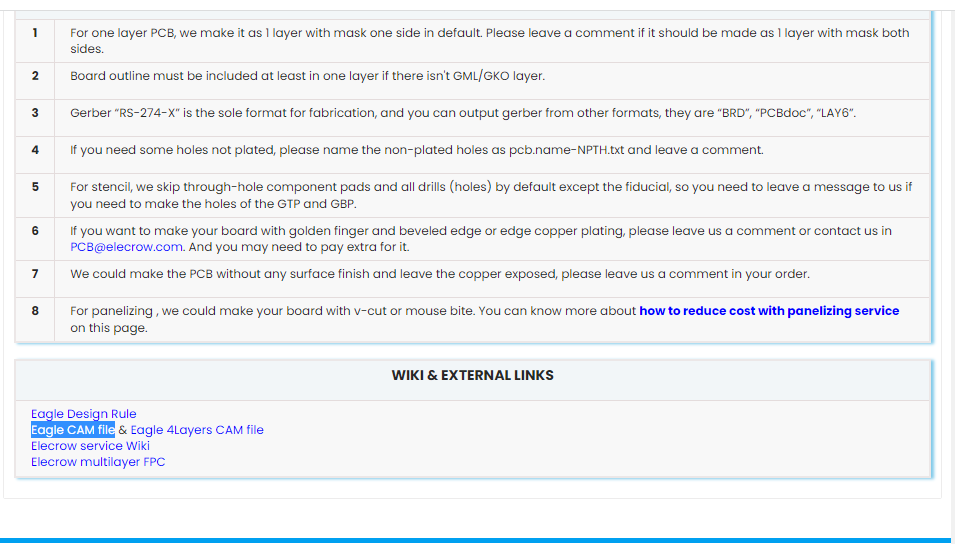 1 For one layer PCB, we make it as 1 layer with mask one side in default. Please leave a comment if it should be made as 1 layer with mask both
sides.
2 Board outline must be included at least in one layer if there isn't GML/GKO layer.
3 Gerber “RS-274-X” is the sole format for fabrication, and you can output gerber from other formats, they are “BRD”, “PCBdoc”, “LAY6”.
4 If you need some holes not plated, please name the non-plated holes as pcb.name-NPTH.txt and leave a comment.
5 For stencil, we skip through-hole component pads and all drills (holes) by default except the fiducial, so you need to leave a message to us if
you need to make the holes of the GTP and GBP.
6 If you want to make your board with golden finger and beveled edge or edge copper plating, please leave us a comment or contact us in
PCB@elecrow.com. And you may need to pay extra for it.
7 We could make the PCB without any surface finish and leave the copper exposed, please leave us a comment in your order.
8 For panelizing , we could make your board with v-cut or mouse bite. You can know more about how to reduce cost with panelizing service
on this page.
WIKI & EXTERNAL LINKS
Eagle Design Rule
Eagle CAM file & Eagle 4Layers CAM file
Elecrow service Wiki
Elecrow multilayer FPC